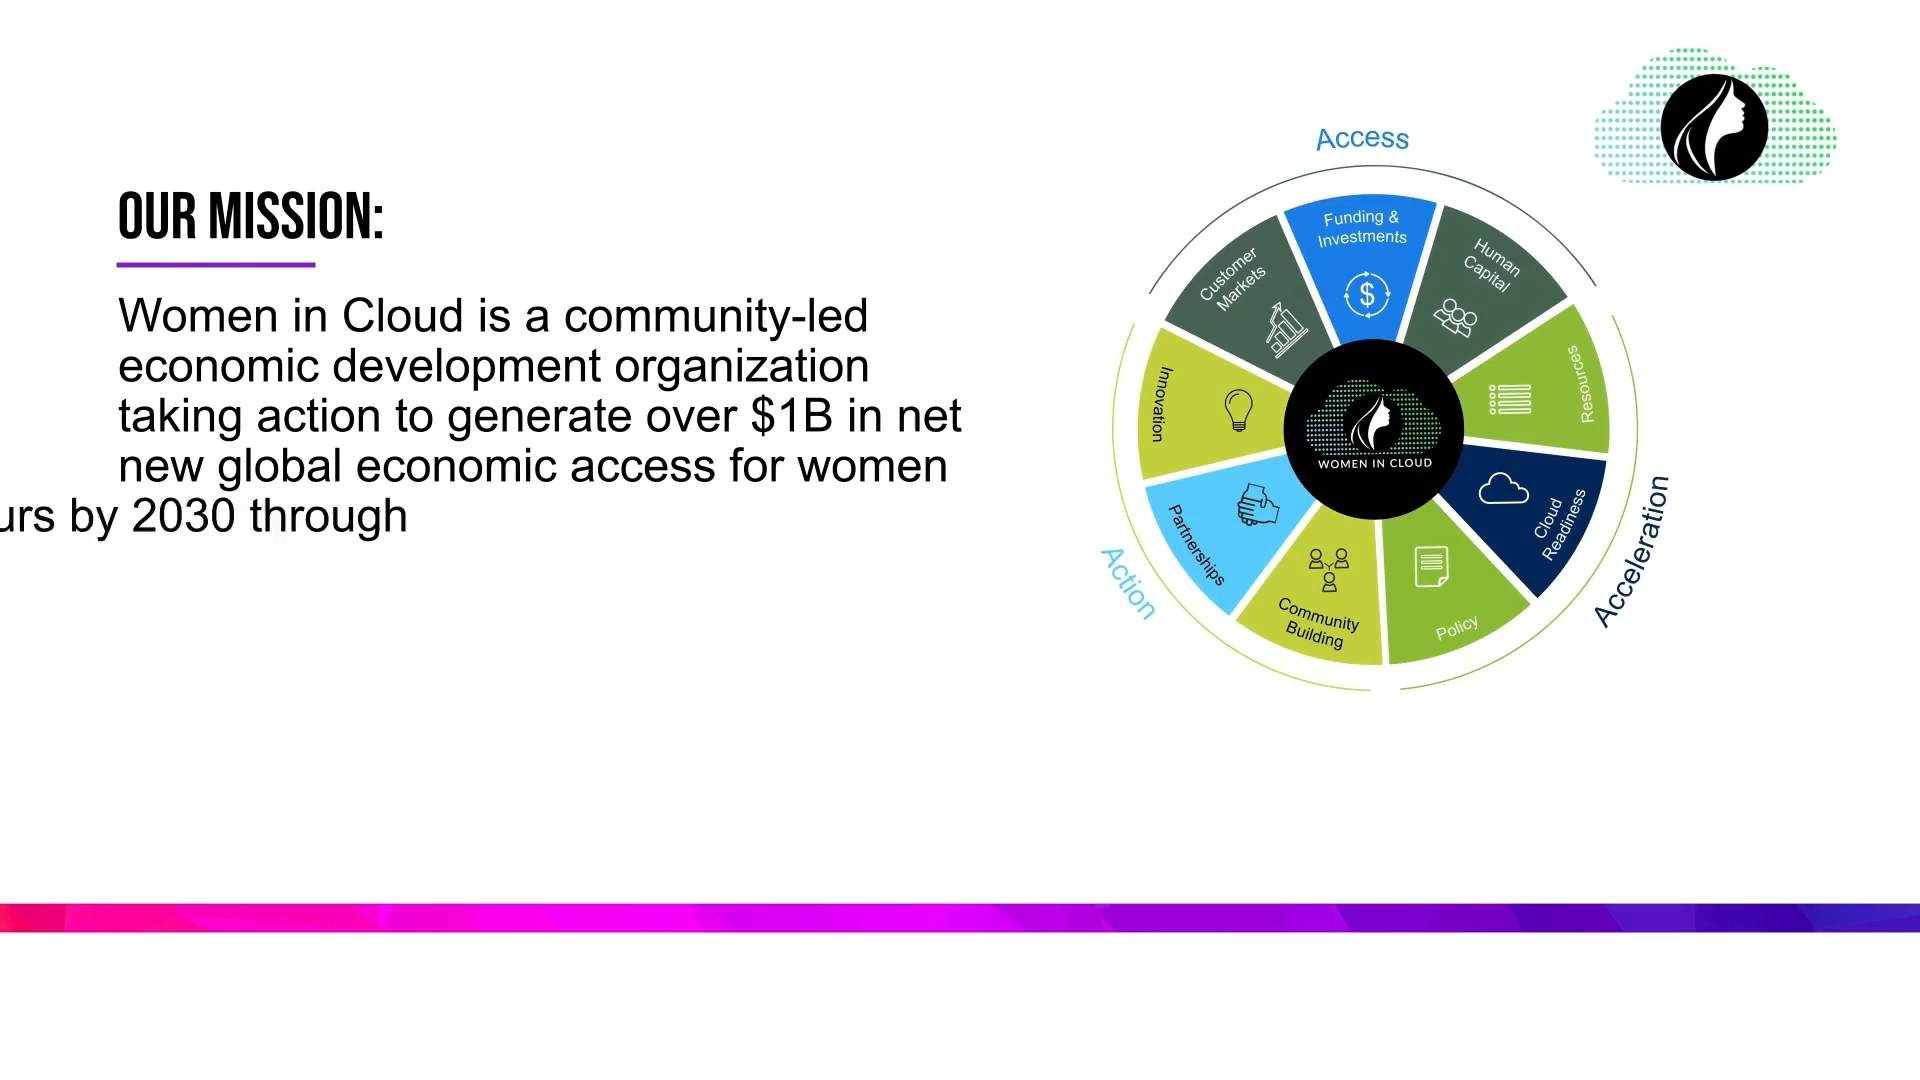 OUR MISSION:
Women in Cloud is a community-led
economic development organization
taking action to generate over $1B in net
new global economic access for women
urs by 2030 through
Access
Funding &
Investments
Human
Capital
Resources
Cloud
Readiness
Policy
Community
Building
Partnerships
Innovation
Customer
Markets
$
WOMEN IN CLOUD
Acceleration
Action